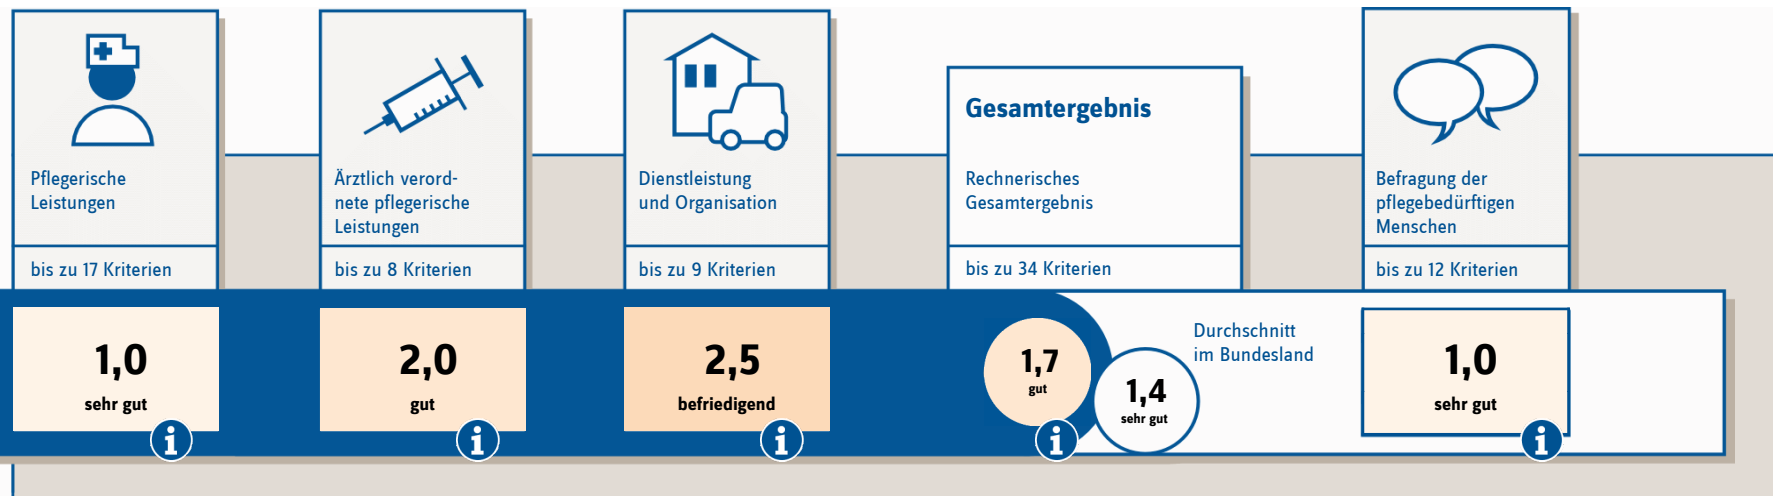 Pflegerische
Leistungen
bis zu 17 Kriterien
1,0
sehr gut
i
Ärztlich verord-
nete pflegerische
Leistungen
bis zu 8 Kriterien
2,0
gut
i
Dienstleistung
und Organisation
bis zu 9 Kriterien
2,5
befriedigend
i
Gesamtergebnis
Rechnerisches
Gesamtergebnis
bis zu 34 Kriterien
1,7
gut
i
1,4
sehr gut
Durchschnitt
im Bundesland
Befragung der
pflegebedürftigen
Menschen
bis zu 12 Kriterien
1,0
sehr gut
i